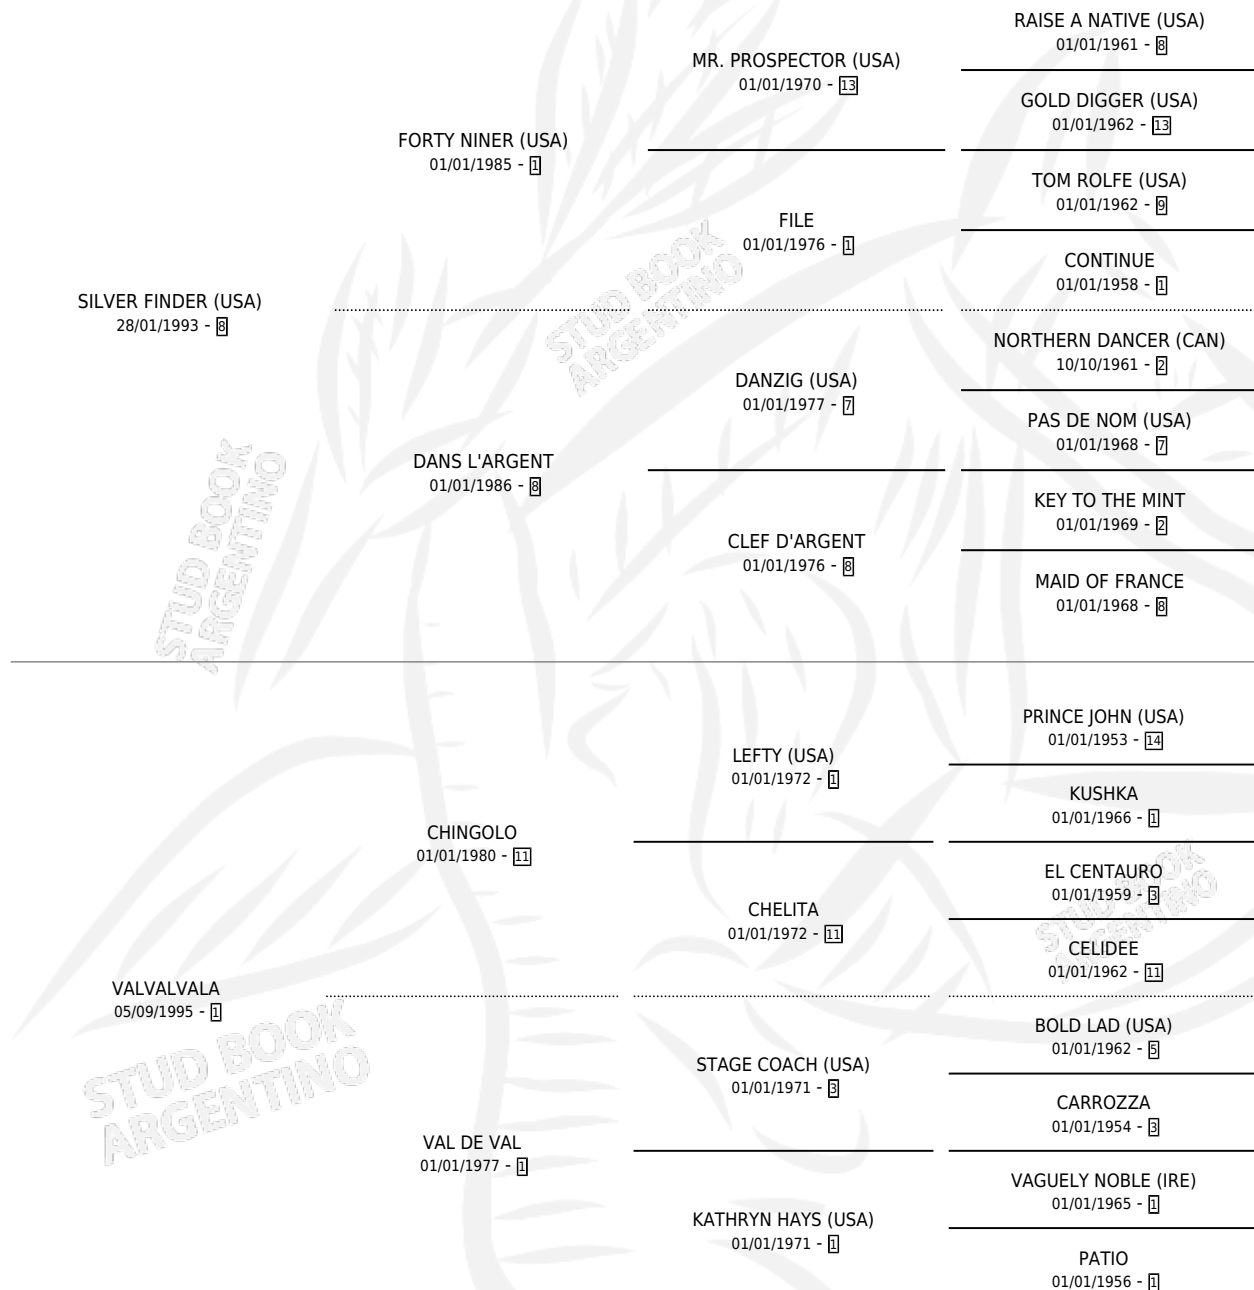 RAISE A NATIVE (USA)
01/01/1961 - 8
MR. PROSPECTOR (USA)
01/01/1970 - 13
GOLD DIGGER (USA)
01/01/1962 - 13
FORTY NINER (USA)
01/01/1985 - 1
TOM ROLFE (USA)
01/01/1962 - 9
FILE
01/01/1976 - 1
CONTINUE
01/01/1958 - 1
SILVER FINDER (USA)
28/01/1993 - 8
NORTHERN DANCER (CAN)
10/10/1961 - 2
DANZIG (USA)
01/01/1977 - 7
PAS DE NOM (USA)
01/01/1968 - 7
DANS L'ARGENT
01/01/1986 - 8
KEY TO THE MINT
01/01/1969 - 2
CLEF D'ARGENT
01/01/1976 - 8
MAID OF FRANCE
01/01/1968 - 8
PRINCE JOHN (USA)
01/01/1953 - 14
LEFTY (USA)
01/01/1972 - 1
KUSHKA
01/01/1966 - 1
CHINGOLO
01/01/1980 - 11
EL CENTAURO
01/01/1959 - 3
CHELITA
01/01/1972 - 11
CELIDEE
01/01/1962 - 11
VALVALVALA
05/09/1995 - 1
BOLD LAD (USA)
01/01/1962 - 5
STAGE COACH (USA)
01/01/1971 - 3
CARROZZA
01/01/1954 - 3
VAL DE VAL
01/01/1977 - 1
VAGUELY NOBLE (IRE)
01/01/1965 - 1
KATHRYN HAYS (USA)
01/01/1971 - 1
PATIO
01/01/1956 - 1
STUD BOOK
ARGENTINO
STUD BOOK
ARGENTINO
STUD BOOK
ARGENTINO
STUD BOOK
ARGENTINO